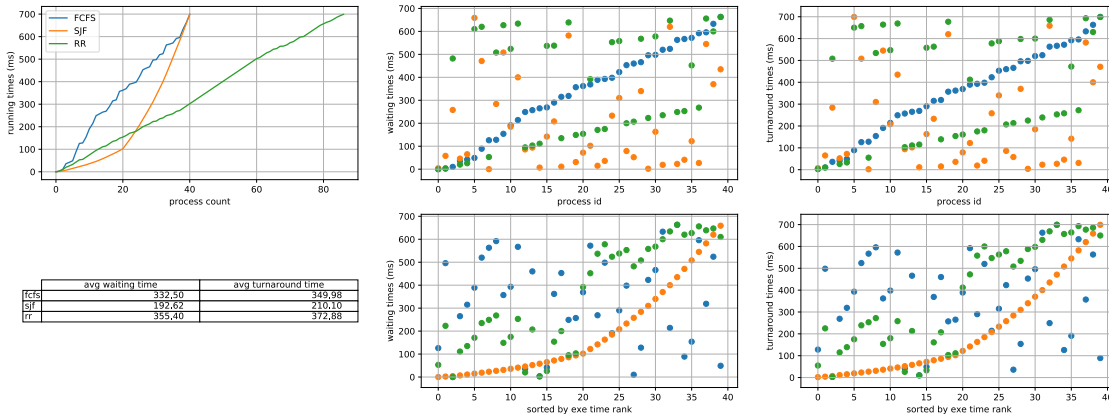 FCFS
SJF
RR
700
600
500
400
300
200
100
0
running times (ms)
0 20 40 60 80
process count
700
600
500
400
300
200
100
0
waiting times (ms)
0 5 10 15 20 25 30 35 40
process id
700
600
500
400
300
200
100
0
turnaround times (ms)
0 5 10 15 20 25 30 35 40
process id
avg waiting time avg turnaround time
fcfs 332,50 349,98
sjf 192,62 210,10
rr 355,40 372,88
700
600
500
400
300
200
100
0
waiting times (ms)
0 5 10 15 20 25 30 35 40
sorted by exe time rank
700
600
500
400
300
200
100
0
turnaround times (ms)
0 5 10 15 20 25 30 35 40
sorted by exe time rank